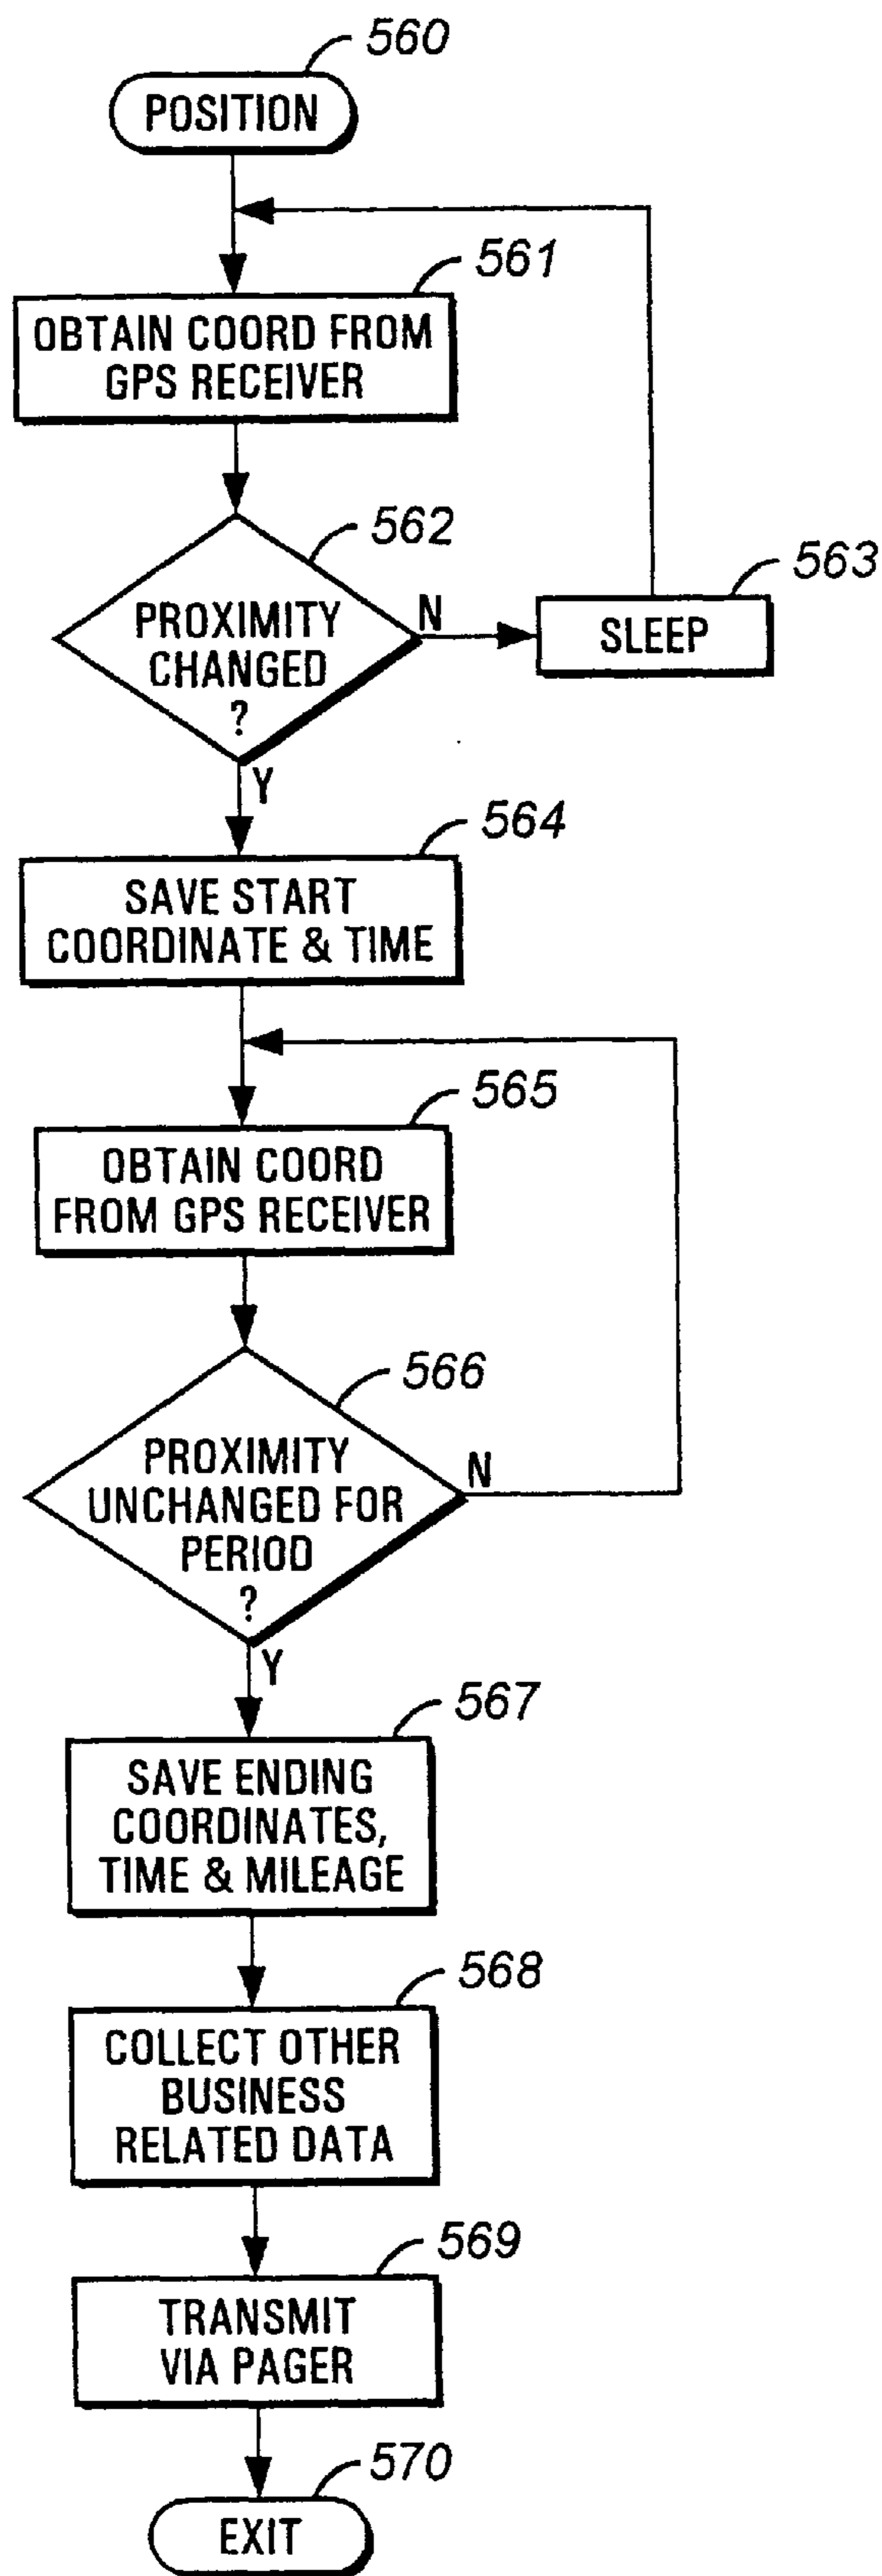 560
POSITION
561
OBTAIN COORD FROM
GPS RECEIVER
562
PROXIMITY
CHANGED
?
N
563
SLEEP
Y
564
SAVE START
COORDINATE & TIME
565
OBTAIN COORD
FROM GPS RECEIVER
566
PROXIMITY
UNCHANGED FOR
PERIOD
?
N
Y
567
SAVE ENDING
COORDINATES,
TIME & MILEAGE
568
COLLECT OTHER
BUSINESS
RELATED DATA
569
TRANSMIT
VIA PAGER
570
EXIT